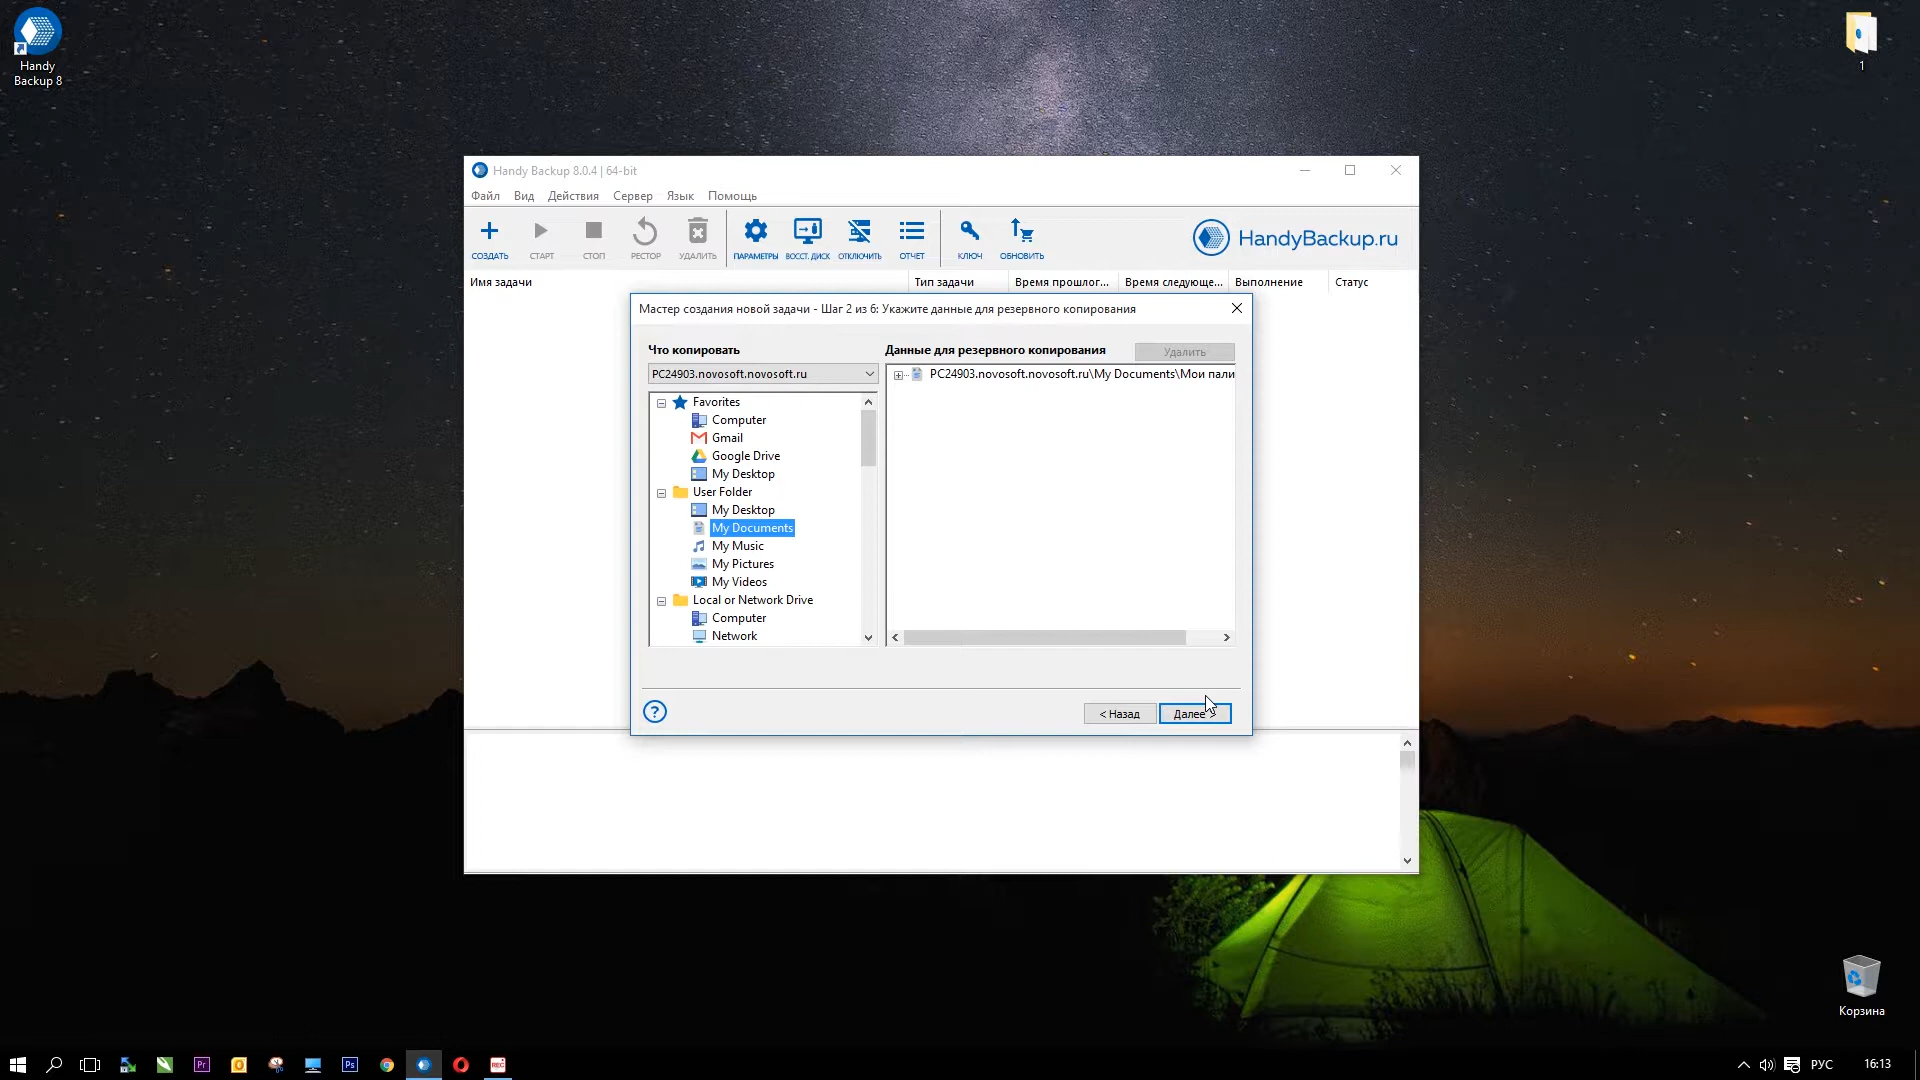 Handy
Backup 8
1
Handy Backup 8.0.4 | 64-bit
Файл Вид Действия Сервер Язык Помощь
СОЗДАТЬ СТАРТ СТОП РЕСТОР УДАЛИТЬ ПАРАМЕТРЫ ВОССТ. ДИСК ОТКЛЮЧИТЬ ОТЧЕТ КЛЮЧ ОБНОВИТЬ
HandyBackup.ru
Имя задачи Тип задачи Время прошлог... Время следующе... Выполнение Статус
Мастер создания новой задачи - Шаг 2 из 6: Укажите данные для резервного копирования
Что копировать
PC24903.novosoft.novosoft.ru
Favorites
Computer
Gmail
Google Drive
My Desktop
User Folder
My Desktop
My Documents
My Music
My Pictures
My Videos
Local or Network Drive
Computer
Network
Данные для резервного копирования
Удалить
PC24903.novosoft.novosoft.ru\My Documents\Мои пали
?
< Назад
Далее >
Корзина
Pr
Ps
REC
РУС
16:13